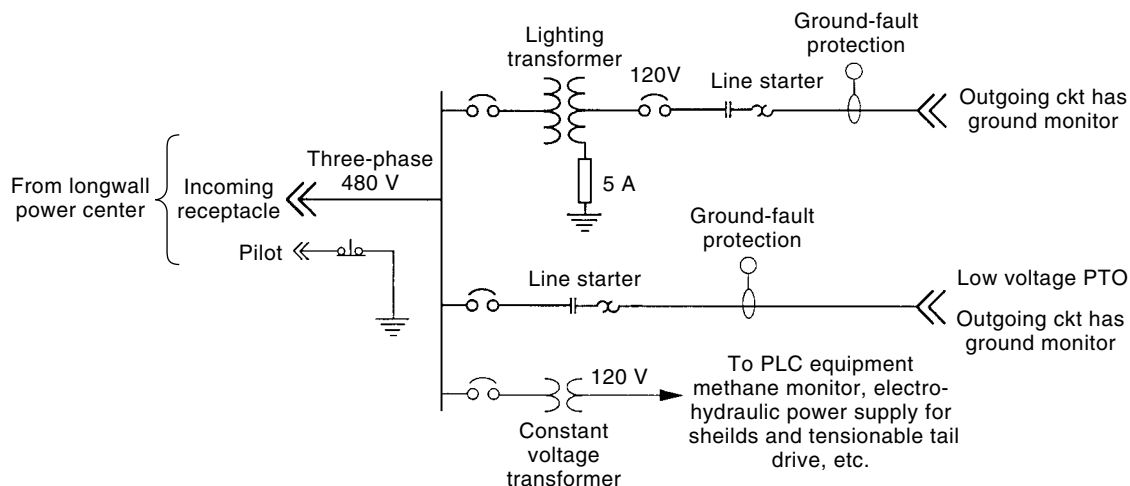 Ground-fault
protection
Lighting
transformer
120V
Line starter
Outgoing ckt has
ground monitor
Three-phase
480 V
5 A
From longwall
power center
Incoming
receptacle
Pilot
Ground-fault
protection
Line starter
Low voltage PTO
Outgoing ckt has
ground monitor
120 V
To PLC equipment
methane monitor, electro-
hydraulic power supply for
sheilds and tensionable tail
drive, etc.
Constant
voltage
transformer